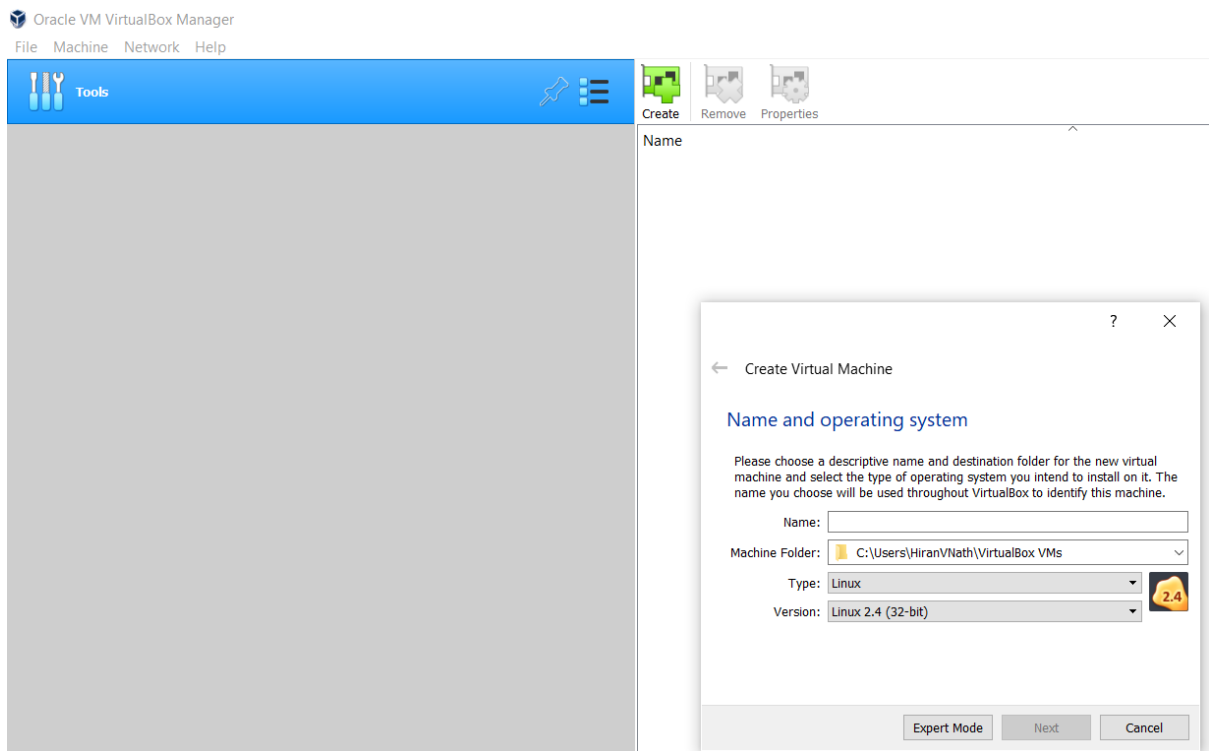 Oracle VM VirtualBox Manager
File Machine Network Help
Tools
Create Remove Properties
Name
?
Create Virtual Machine
Name and operating system
Please choose a descriptive name and destination folder for the new virtual
machine and select the type of operating system you intend to install on it. The
name you choose will be used throughout VirtualBox to identify this machine.
Name:
Machine Folder: C:\Users\HiranVNath\VirtualBox VMs
Type: Linux
2.4
Version: Linux 2.4 (32-bit)
Expert Mode Next Cancel